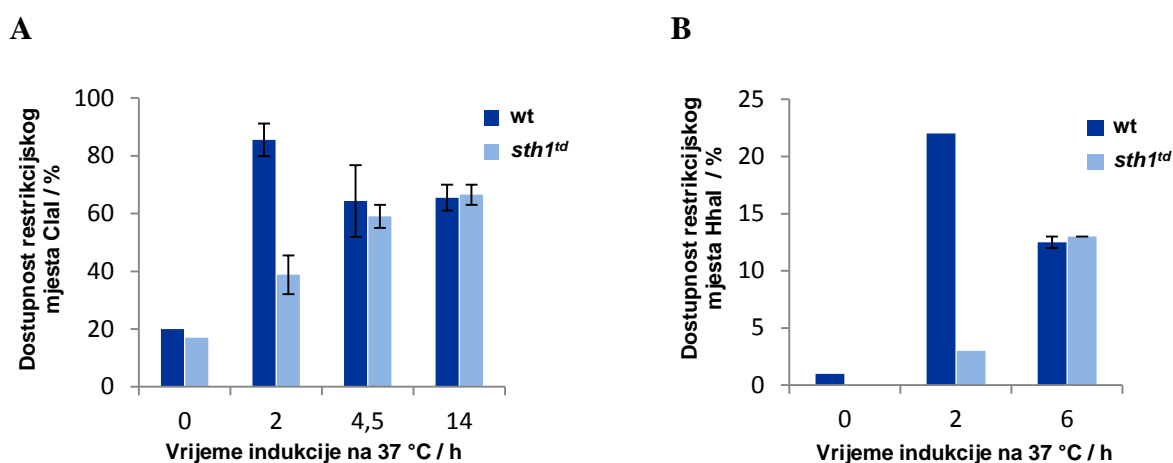 A
Dostupnost restrikcijskog
mjesta ClaI / %
100
80
60
40
20
0
wt
sth1td
0 2 4,5 14
Vrijeme indukcije na 37 °C / h
B
Dostupnost restrikcijskog
mjesta HhaI / %
25
20
15
10
5
0
wt
sth1td
0 2 6
Vrijeme indukcije na 37 °C / h